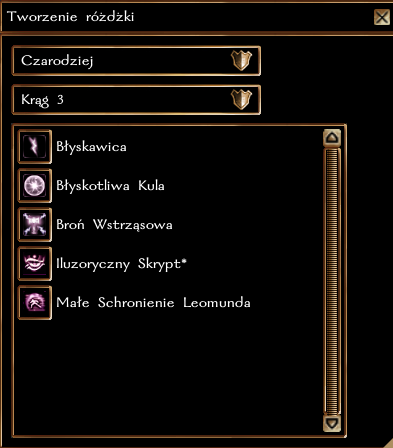 Tworzenie różdżki
Czarodziej
Krąg 3
Błyskawica
Błyskotliwa Kula
Broń Wstrząsowa
Iluzoryczny Skrypt*
Małe Schronienie Leomunda